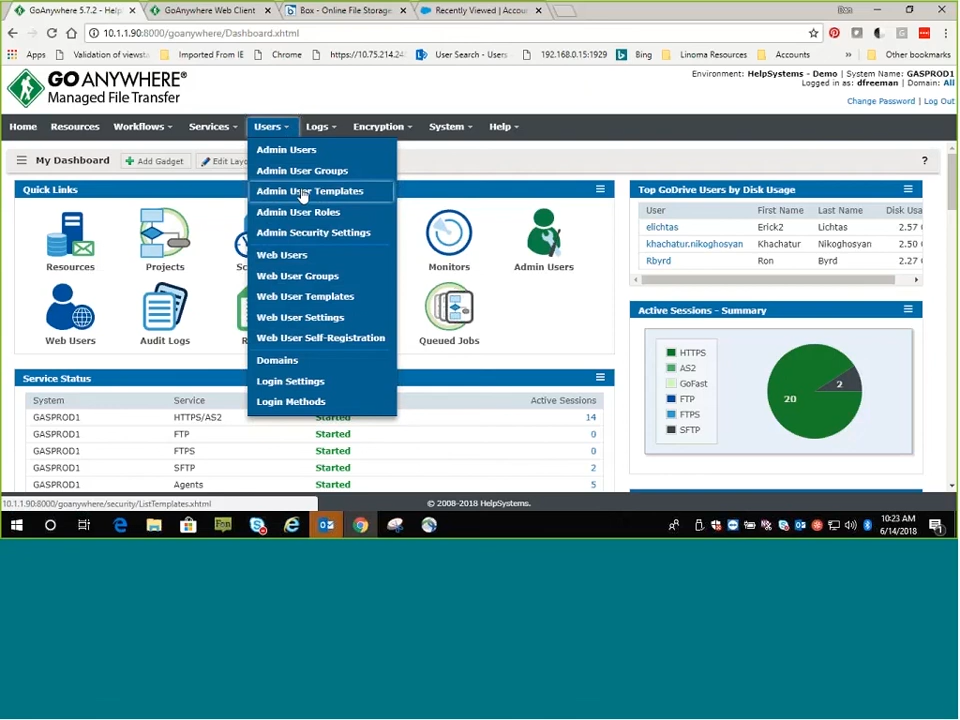 GoAnywhere 5.7.2 - Help
GoAnywhere Web Client
Box - Online File Storage
Recently Viewed | Accou
10.1.1.90:8000/goanywhere/Dashboard.xhtml
Apps
Validation of views
Imported From IE
Chrome
https://10.75.214.24
User Search - Users
192.168.0.15:1929
Bing
Linoma Resources
Accounts
»
Other bookmarks
GO ANYWHERE®
Managed File Transfer
Environment: HelpSystems - Demo | System Name: GASPROD1
Logged in as: dfreeman | Domain: All
Change Password | Log Out
Home
Resources
Workflows
Services
Users
Logs
Encryption
System
Help
My Dashboard
Add Gadget
Edit Layo
?
Admin Users
Admin User Groups
Admin User Templates
Admin User Roles
Admin Security Settings
Web Users
Web User Groups
Web User Templates
Web User Settings
Web User Self-Registration
Domains
Login Settings
Login Methods
Quick Links
Resources
Projects
Monitors
Admin Users
Web Users
Audit Logs
Queued Jobs
Service Status
System Service Active Sessions
GASPROD1 HTTPS/AS2 Started 14
GASPROD1 FTP Started 0
GASPROD1 FTPS Started 0
GASPROD1 SFTP Started 2
GASPROD1 Agents Started 5
Top GoDrive Users by Disk Usage
User First Name Last Name Disk Usa
elichtas Erick2 Lichtas 2.57
khachatur.nikoghosyan Khachatur Nikoghosyan 2.50
Rbyrd Ron Byrd 2.27
Active Sessions - Summary
HTTPS
AS2
GoFast
FTP
FTPS
SFTP
20
2
10.1.1.90:8000/goanywhere/security/ListTemplates.xhtml
© 2008-2018 HelpSystems.
10:23 AM
6/14/2018